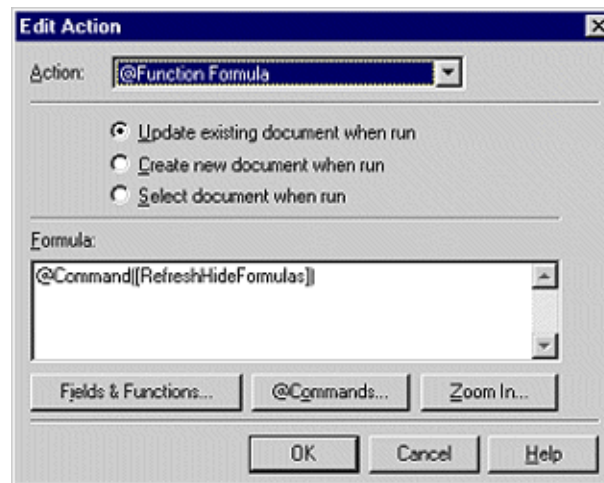 Edit Action
Action: @Function Formula
Update existing document when run
Create new document when run
Select document when run
Formula:
@Command([RefreshHideFormulas])
Fields & Functions... @Commands... Zoom In...
OK Cancel Help